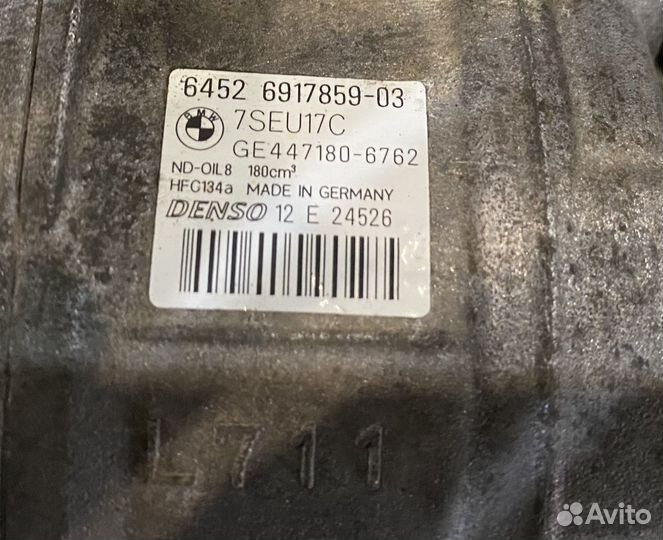 6452 6917859-03
BMW
7SEU17C
GE447180-6762
ND-OIL8 180cm³
HFC134a MADE IN GERMANY
DENSO 12 E 24526
L711
Avito